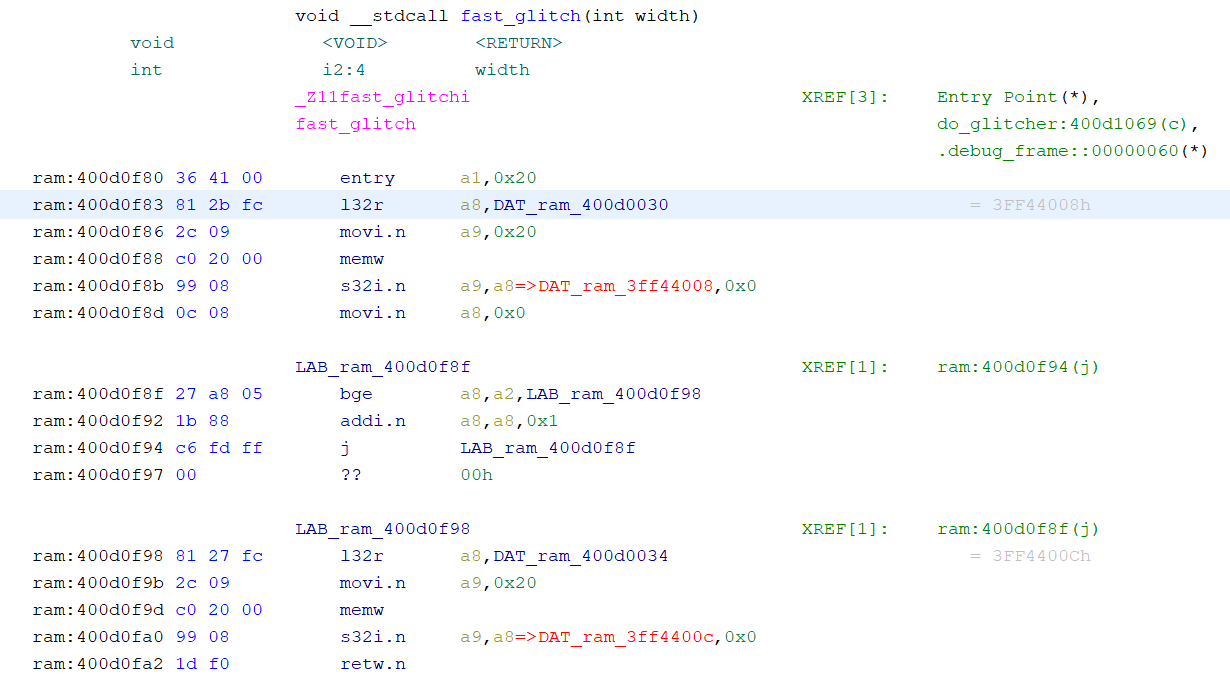 void __stdcall fast_glitch(int width)
void <VOID> <RETURN>
int i2:4 width
_Z11fast_glitchi XREF[3]: Entry Point(*),
fast_glitch do_glitcher:400d1069(c),
.debug_frame::00000060(*)
ram:400d0f80 36 41 00 entry a1,0x20
ram:400d0f83 81 2b fc l32r a8,DAT_ram_400d0030 = 3FF44008h
ram:400d0f86 2c 09 movi.n a9,0x20
ram:400d0f88 c0 20 00 memw
ram:400d0f8b 99 08 s32i.n a9,a8=>DAT_ram_3ff44008,0x0
ram:400d0f8d 0c 08 movi.n a8,0x0
LAB_ram_400d0f8f XREF[1]: ram:400d0f94(j)
ram:400d0f8f 27 a8 05 bge a8,a2,LAB_ram_400d0f98
ram:400d0f92 1b 88 addi.n a8,a8,0x1
ram:400d0f94 c6 fd ff j LAB_ram_400d0f8f
ram:400d0f97 00 ?? 00h
LAB_ram_400d0f98 XREF[1]: ram:400d0f8f(j)
ram:400d0f98 81 27 fc l32r a8,DAT_ram_400d0034 = 3FF4400Ch
ram:400d0f9b 2c 09 movi.n a9,0x20
ram:400d0f9d c0 20 00 memw
ram:400d0fa0 99 08 s32i.n a9,a8=>DAT_ram_3ff4400c,0x0
ram:400d0fa2 1d f0 retw.n